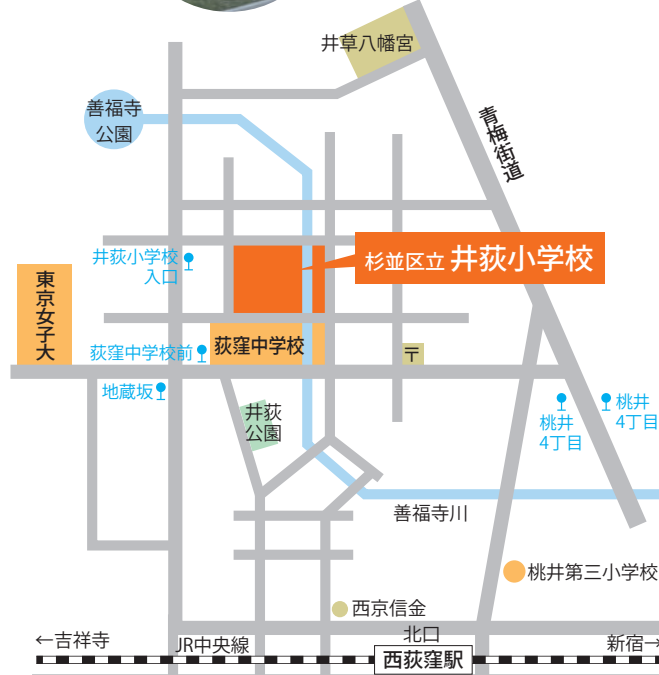 井草八幡宮
善福寺
公園
青梅街道
杉並区立 井荻小学校
井荻小学校
入口
東京女子大
荻窪中学校前
荻窪中学校
〒
地蔵坂
井荻
公園
桃井
4丁目
桃井
4丁目
善福寺川
桃井第三小学校
西京信金
←吉祥寺
JR中央線
北口
新宿→
西荻窪駅